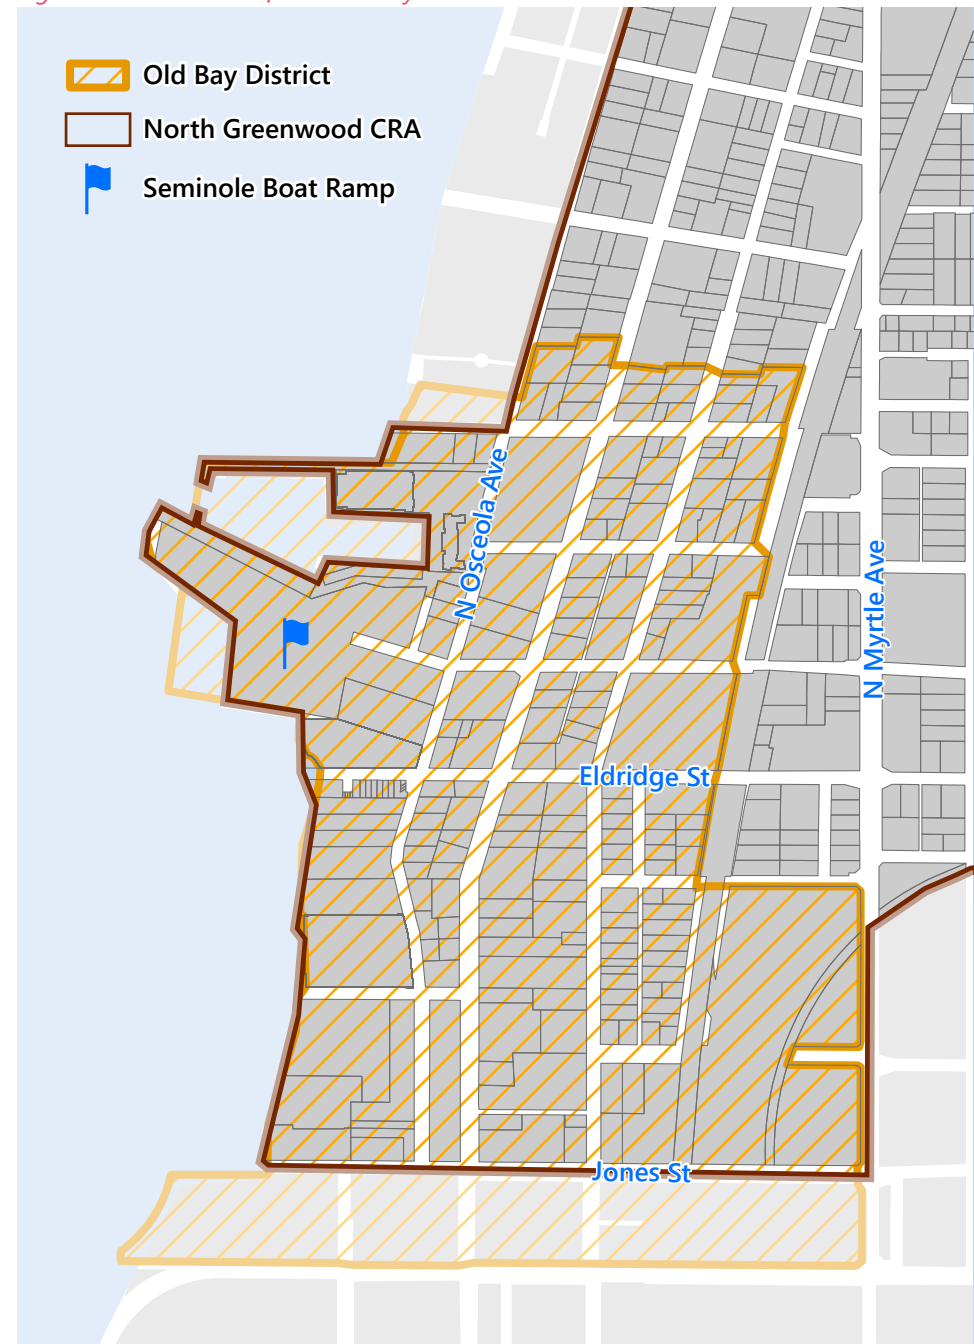 Old Bay District
North Greenwood CRA
Seminole Boat Ramp
N Osceola Ave
N Myrtle Ave
Eldridge St
Jones St